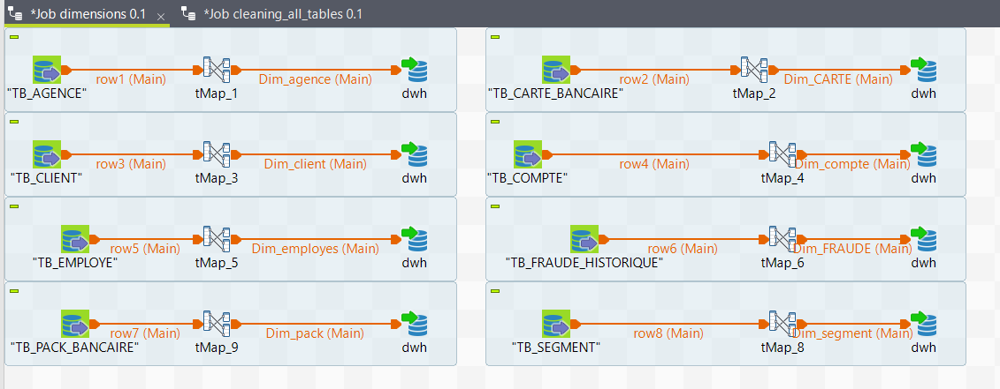 *Job dimensions 0.1
*Job cleaning_all_tables 0.1
row1 (Main)
Dim_agence (Main)
"TB_AGENCE"
tMap_1
dwh
row2 (Main)
Dim_CARTE (Main)
"TB_CARTE_BANCAIRE"
tMap_2
dwh
row3 (Main)
Dim_client (Main)
"TB_CLIENT"
tMap_3
dwh
row4 (Main)
Dim_compte (Main)
"TB_COMPTE"
tMap_4
dwh
row5 (Main)
Dim_employes (Main)
"TB_EMPLOYE"
tMap_5
dwh
row6 (Main)
Dim_FRAUDE (Main)
"TB_FRAUDE_HISTORIQUE"
tMap_6
dwh
row7 (Main)
Dim_pack (Main)
"TB_PACK_BANCAIRE"
tMap_9
dwh
row8 (Main)
Dim_segment (Main)
"TB_SEGMENT"
tMap_8
dwh